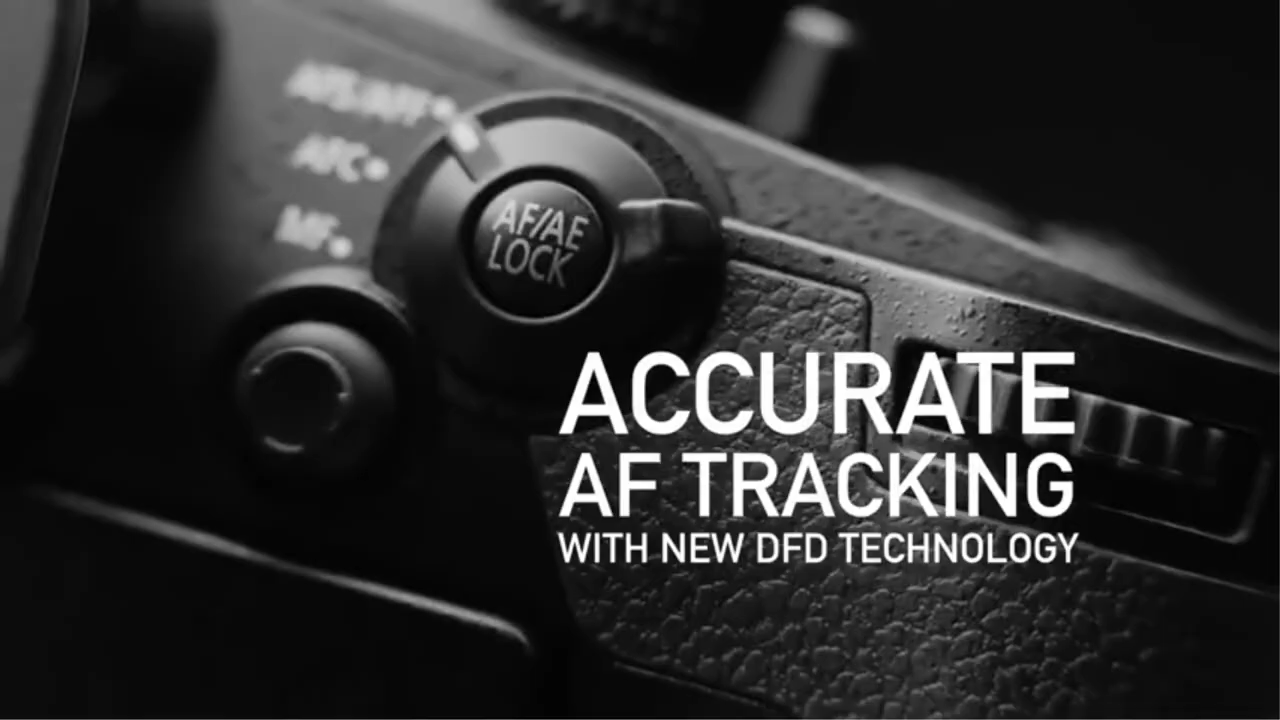 AFS/AFF
AFC
MF
AF/AE
LOCK
ACCURATE
AF TRACKING
WITH NEW DFD TECHNOLOGY